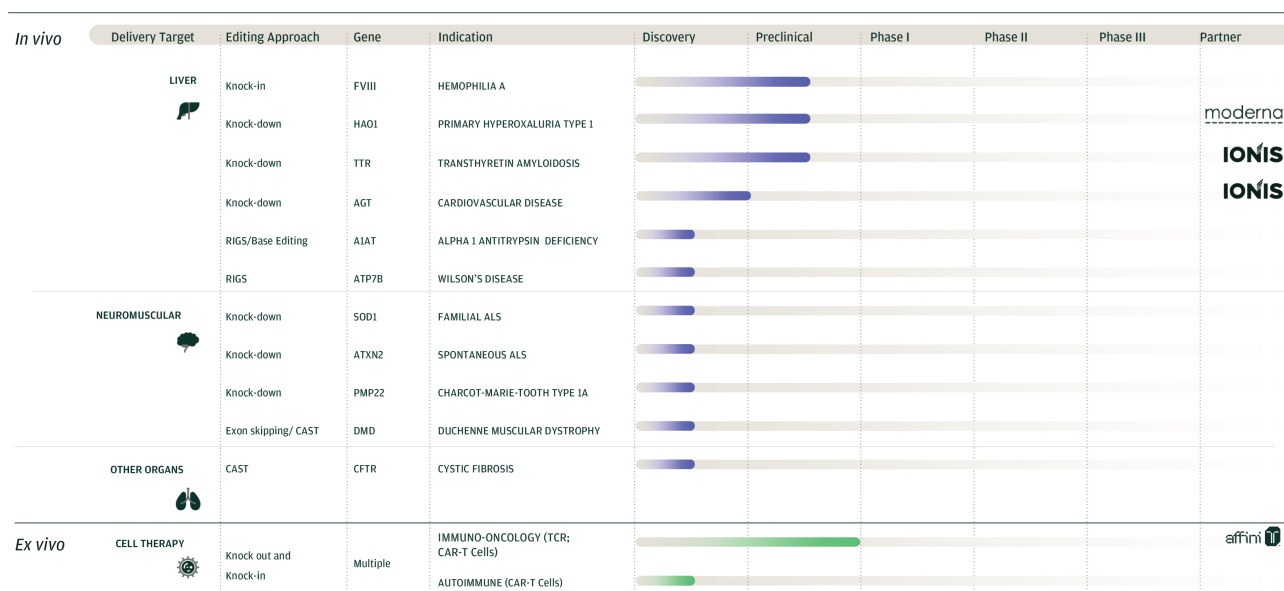 In vivo Delivery Target Editing Approach Gene Indication Discovery Preclinical Phase I Phase II Phase III Partner
LIVER
Knock-in FVIII HEMOPHILIA A
Knock-down HAO1 PRIMARY HYPEROXALURIA TYPE 1 moderna
Knock-down TTR TRANSTHYRETIN AMYLOIDOSIS IONIS
Knock-down AGT CARDIOVASCULAR DISEASE IONIS
RIGS/Base Editing A1AT ALPHA 1 ANTITRYPSIN DEFICIENCY
RIGS ATP7B WILSON'S DISEASE
NEUROMUSCULAR Knock-down SOD1 FAMILIAL ALS
Knock-down ATXN2 SPONTANEOUS ALS
Knock-down PMP22 CHARCOT-MARIE-TOOTH TYPE 1A
Exon skipping/ CAST DMD DUCHENNE MUSCULAR DYSTROPHY
OTHER ORGANS CAST CFTR CYSTIC FIBROSIS
Ex vivo CELL THERAPY
Knock out and
Knock-in
Multiple
IMMUNO-ONCOLOGY (TCR;
CAR-T Cells)
affini T
AUTOIMMUNE (CAR-T Cells)